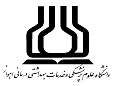 دانشگاه علوم پزشکی و خدمات بهداشتی درمانی اهواز